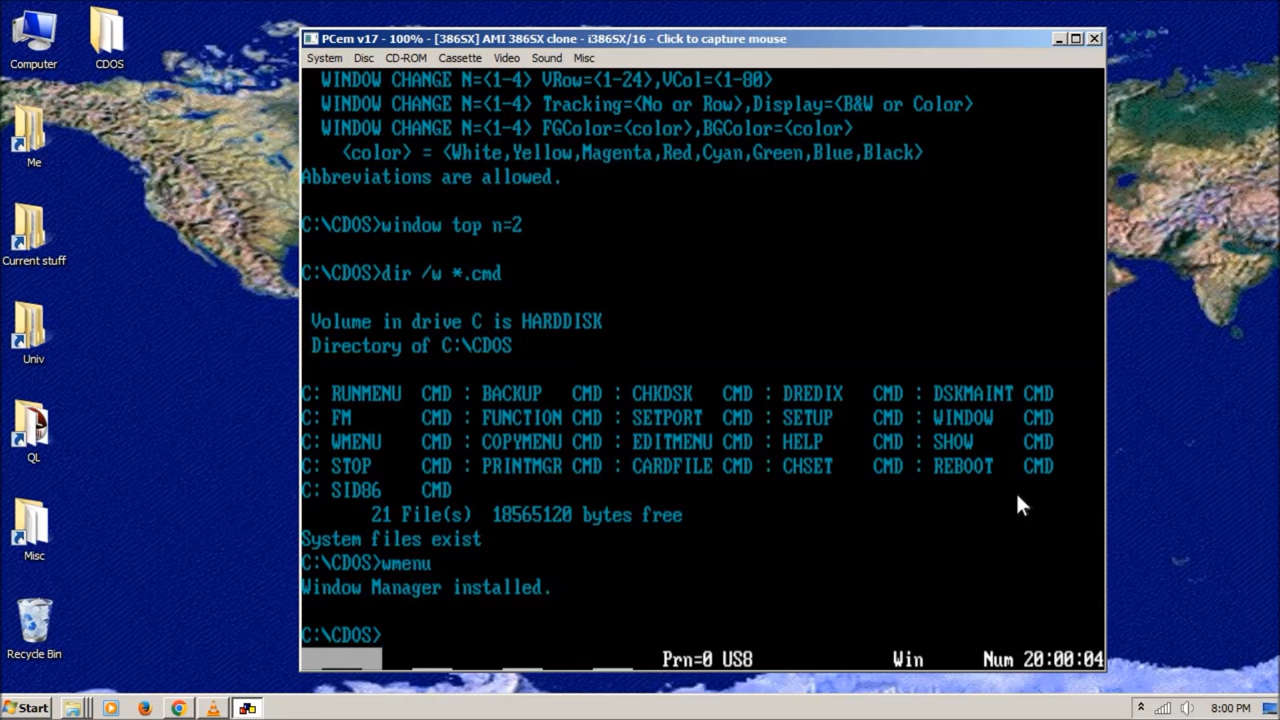 Computer
CDOS
Me
Current stuff
Univ
QL
Misc
Recycle Bin
PCem v17 - 100% - [386SX] AMI 386SX clone - i386SX/16 - Click to capture mouse
System Disc CD-ROM Cassette Video Sound Misc
WINDOW CHANGE N=<1-4> VRow=<1-24>,VCol=<1-80>
WINDOW CHANGE N=<1-4> Tracking=<No or Row>,Display=<B&W or Color>
WINDOW CHANGE N=<1-4> FGColor=<color>,BGColor=<color>
<color> = <White,Yellow,Magenta,Red,Cyan,Green,Blue,Black>
Abbreviations are allowed.
C:\CDOS>window top n=2
C:\CDOS>dir /w *.cmd
Volume in drive C is HARDDISK
Directory of C:\CDOS
C: RUNMENU CMD : BACKUP CMD : CHKDSK CMD : DREDIX CMD : DSKMAINT CMD
C: FM CMD : FUNCTION CMD : SETPORT CMD : SETUP CMD : WINDOW CMD
C: WMENU CMD : COPYMENU CMD : EDITMENU CMD : HELP CMD : SHOW CMD
C: STOP CMD : PRINTMGR CMD : CARDFILE CMD : CHSET CMD : REBOOT CMD
C: SID86 CMD
21 File(s) 18565120 bytes free
System files exist
C:\CDOS>wmenu
Window Manager installed.
C:\CDOS>
Prn=0 US8 Win Num 20:00:04
Start
8:00 PM